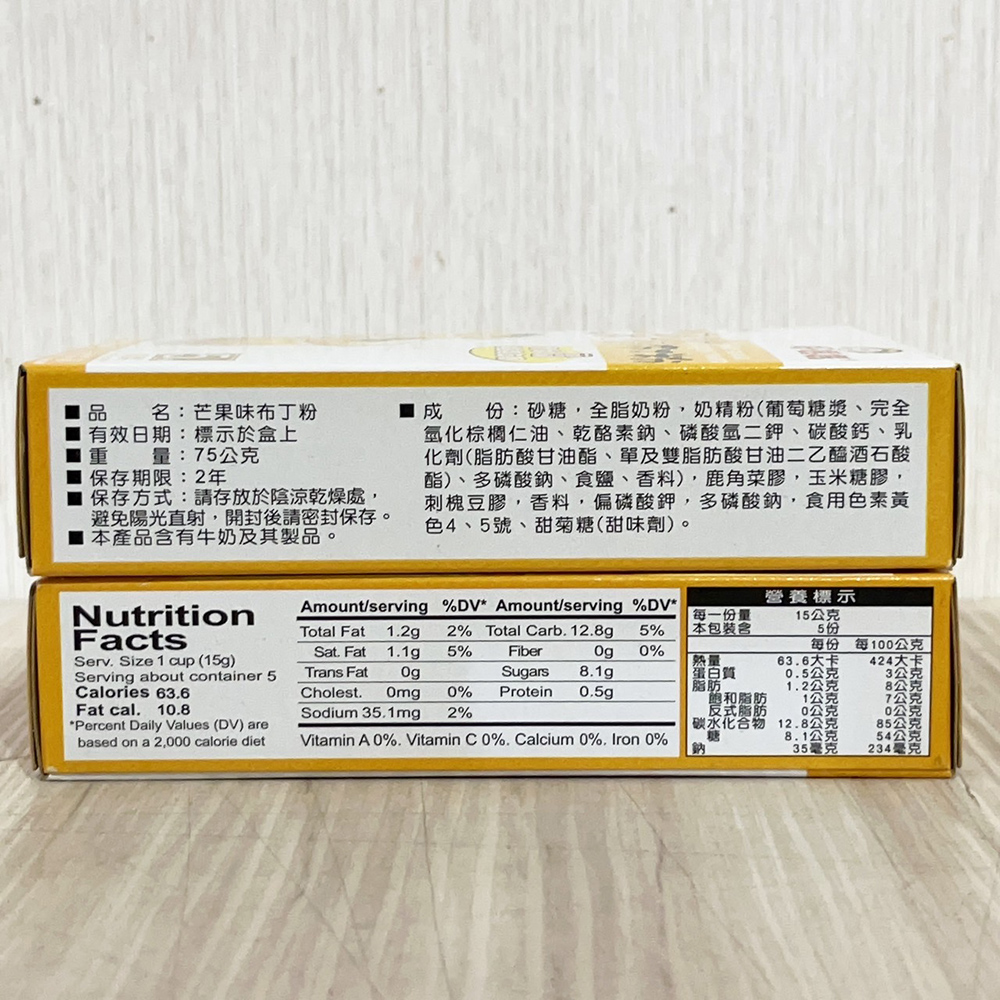 ■品　　名：芒果味布丁粉
■有效日期：標示於盒上
■重　　量：75公克
■保存期限：2年
■保存方式：請存放於陰涼乾燥處，
避免陽光直射，開封後請密封保存。
■本產品含有牛奶及其製品。
■成　　份：砂糖，全脂奶粉，奶精粉(葡萄糖漿、完全
氫化棕櫚仁油、乾酪素鈉、磷酸氫二鉀、碳酸鈣、乳
化劑(脂肪酸甘油酯、單及雙脂肪酸甘油二乙醯酒石酸
酯)、多磷酸鈉、食鹽、香料)，鹿角菜膠，玉米糖膠，
刺槐豆膠，香料，偏磷酸鉀，多磷酸鈉，食用色素黃
色4、5號、甜菊糖(甜味劑)。
Nutrition
Facts
Serv. Size 1 cup (15g)
Serving about container 5
Calories 63.6
Fat cal. 10.8
*Percent Daily Values (DV) are
based on a 2,000 calorie diet
Amount/serving %DV* Amount/serving %DV*
Total Fat 1.2g 2% Total Carb. 12.8g 5%
Sat. Fat 1.1g 5% Fiber 0g 0%
Trans Fat 0g Sugars 8.1g
Cholest. 0mg 0% Protein 0.5g
Sodium 35.1mg 2%
Vitamin A 0%. Vitamin C 0%. Calcium 0%. Iron 0%
營養標示
每一份量 15公克
本包裝含 5份
每份 每100公克
熱量 63.6大卡 424大卡
蛋白質 0.5公克 3公克
脂肪 1.2公克 8公克
飽和脂肪 1公克 7公克
反式脂肪 0公克 0公克
碳水化合物 12.8公克 85公克
糖 8.1公克 54公克
鈉 35毫克 234毫克